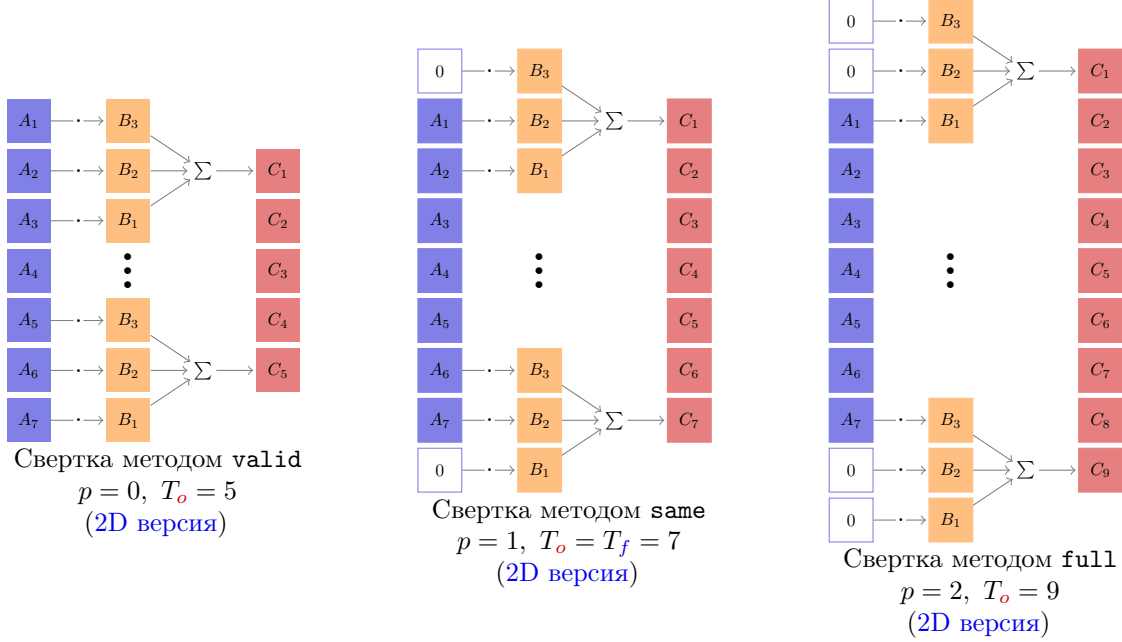 A₁ · B₃
A₂ · B₂ Σ C₁
A₃ · B₁ C₂
A₄ ⋮ C₃
A₅ · B₃ C₄
A₆ · B₂ Σ C₅
A₇ · B₁
Свертка методом valid
p = 0, Tₒ = 5
(2D версия)
0 · B₃
A₁ · B₂ Σ C₁
A₂ · B₁ C₂
A₃ C₃
A₄ ⋮ C₄
A₅ C₅
A₆ · B₃ C₆
A₇ · B₂ Σ C₇
0 · B₁
Свертка методом same
p = 1, Tₒ = T_f = 7
(2D версия)
0 · B₃
0 · B₂ Σ C₁
A₁ · B₁ C₂
A₂ C₃
A₃ C₄
A₄ ⋮ C₅
A₅ C₆
A₆ C₇
A₇ · B₃ C₈
0 · B₂ Σ C₉
0 · B₁
Свертка методом full
p = 2, Tₒ = 9
(2D версия)